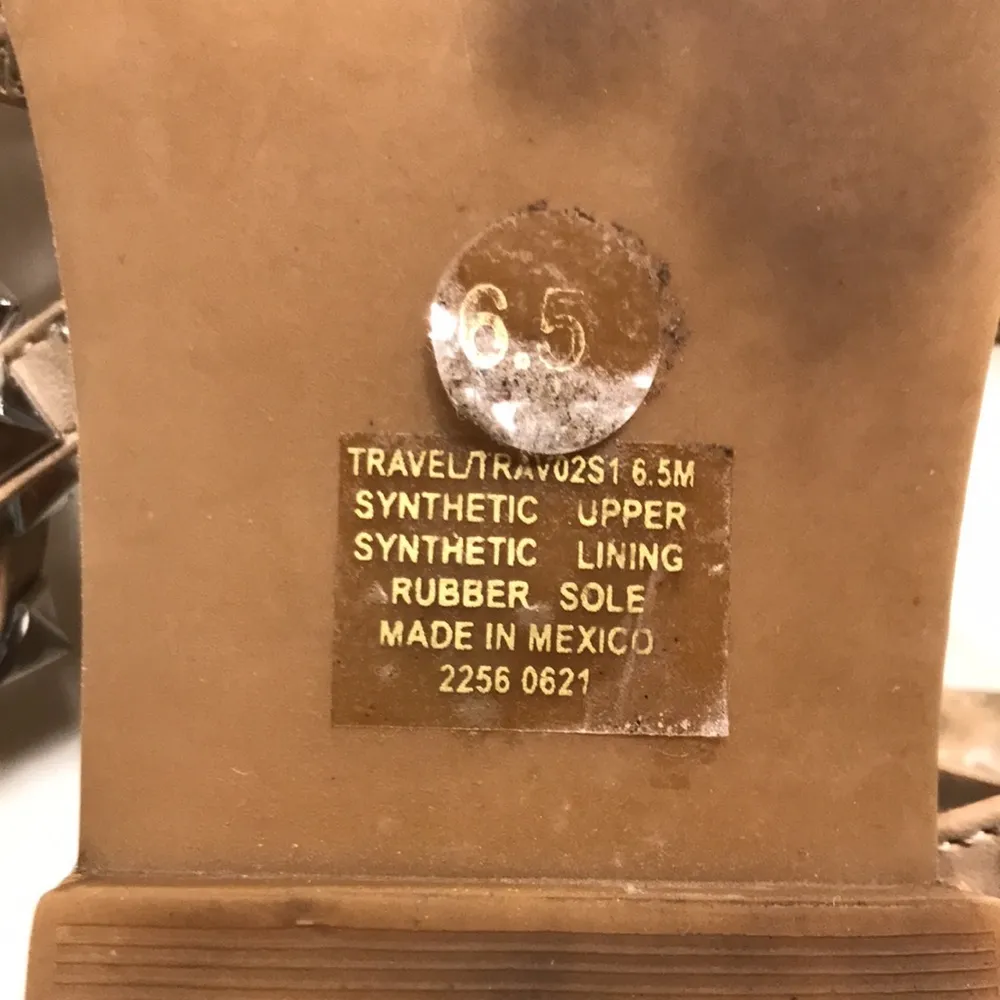 6.5
TRAVEL/TRAV02S1 6.5M
SYNTHETIC UPPER
SYNTHETIC LINING
RUBBER SOLE
MADE IN MEXICO
2256 0621